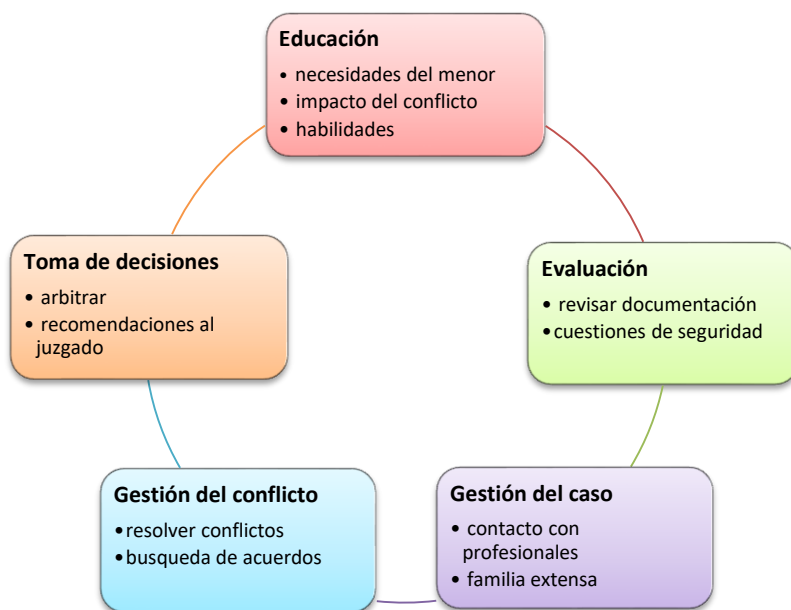 Educación
• necesidades del menor
• impacto del conflicto
• habilidades
Toma de decisiones
• arbitrar
• recomendaciones al
juzgado
Evaluación
• revisar documentación
•cuestiones de seguridad
Gestión del conflicto
•resolver conflictos
•busqueda de acuerdos
Gestión del caso
• contacto con
profesionales
• familia extensa